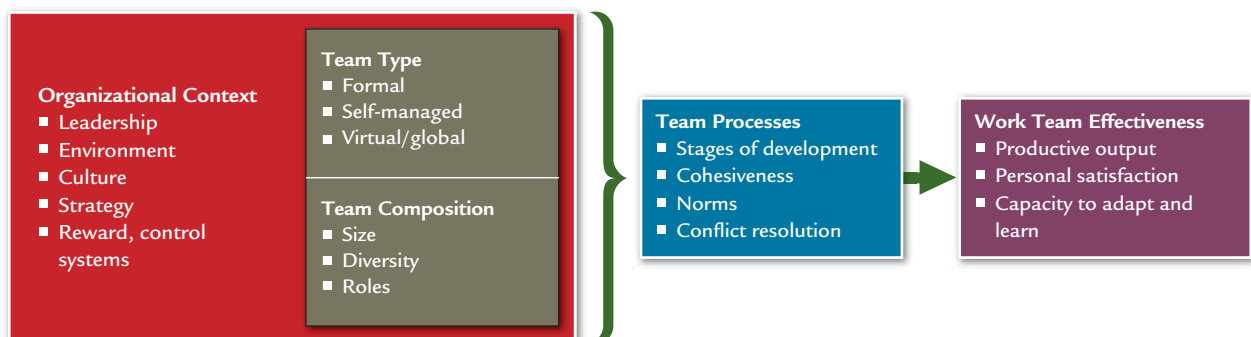 Organizational Context
▪ Leadership
▪ Environment
▪ Culture
▪ Strategy
▪ Reward, control
systems
Team Type
▪ Formal
▪ Self-managed
▪ Virtual/global
Team Composition
▪ Size
▪ Diversity
▪ Roles
Team Processes
▪ Stages of development
▪ Cohesiveness
▪ Norms
▪ Conflict resolution
Work Team Effectiveness
▪ Productive output
▪ Personal satisfaction
▪ Capacity to adapt and
learn